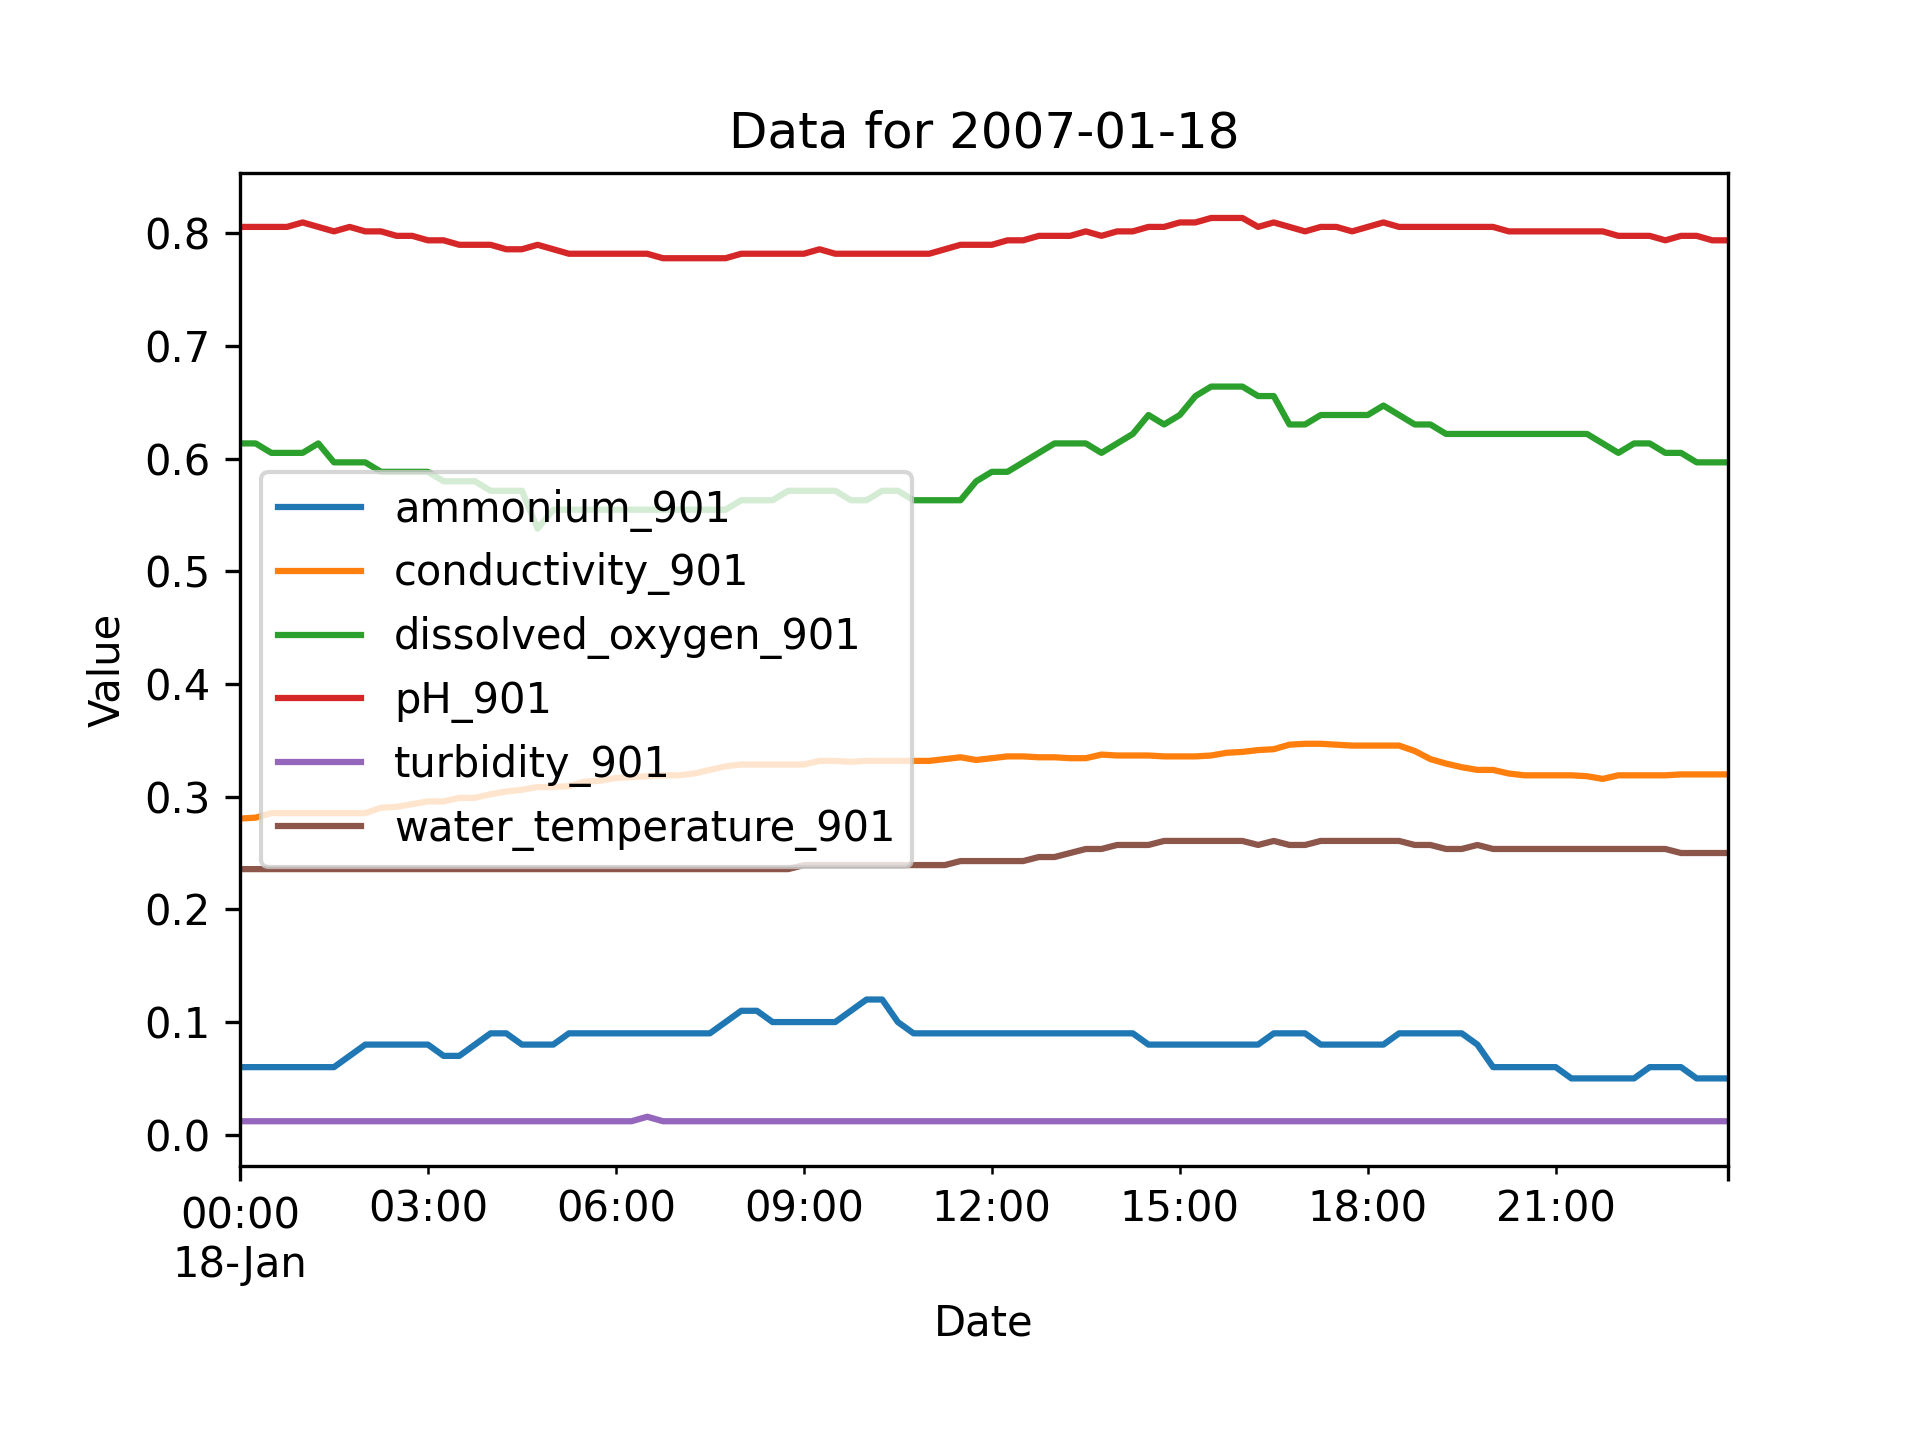 Data for 2007-01-18
Value
0.8
0.7
0.6
0.5
0.4
0.3
0.2
0.1
0.0
ammonium_901
conductivity_901
dissolved_oxygen_901
pH_901
turbidity_901
water_temperature_901
00:00 03:00 06:00 09:00 12:00 15:00 18:00 21:00
18-Jan
Date